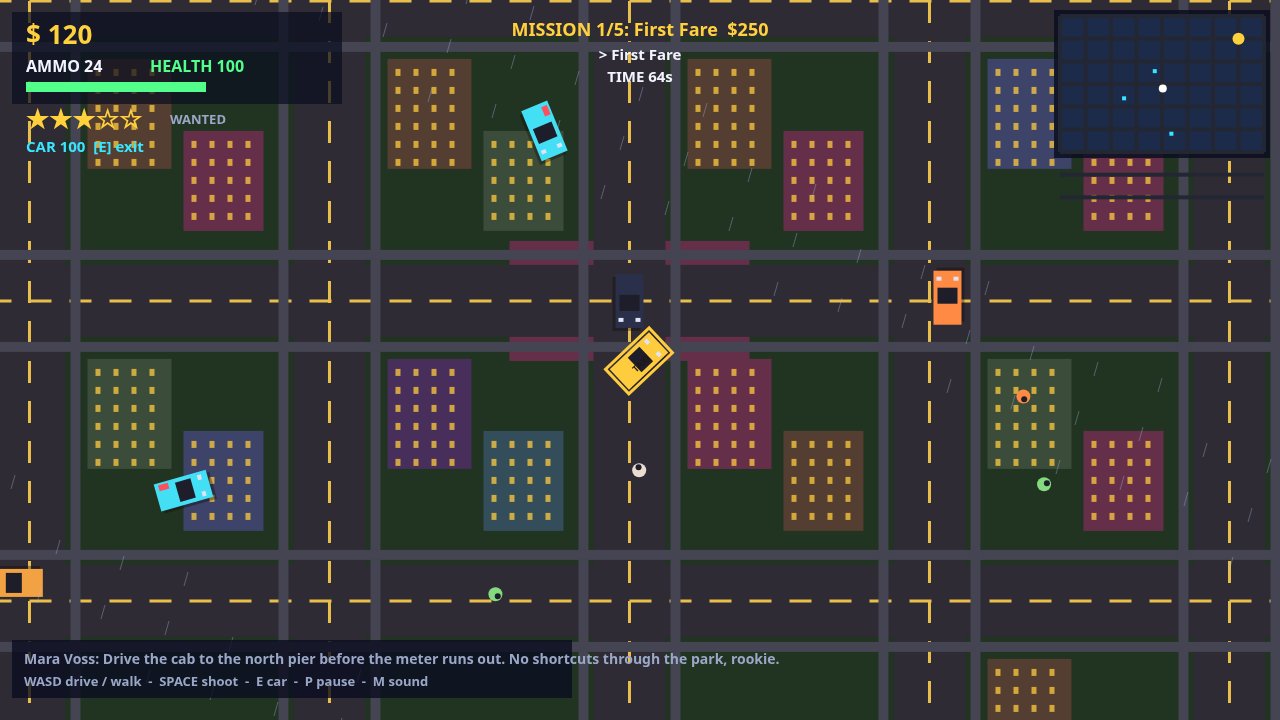 $ 120
AMMO 24 HEALTH 100
WANTED
CAR 100 [E] exit
MISSION 1/5: First Fare $250
> First Fare
TIME 64s
Mara Voss: Drive the cab to the north pier before the meter runs out. No shortcuts through the park, rookie.
WASD drive / walk - SPACE shoot - E car - P pause - M sound